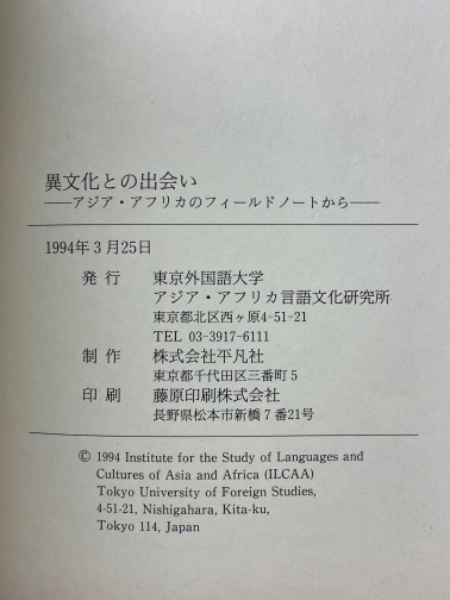 異文化との出会い
――アジア・アフリカのフィールドノートから――
1994年3月25日
発行 東京外国語大学
アジア・アフリカ言語文化研究所
東京都北区西ヶ原4-51-21
TEL 03-3917-6111
制作 株式会社平凡社
東京都千代田区三番町5
印刷 藤原印刷株式会社
長野県松本市新橋7番21号
© 1994 Institute for the Study of Languages and
Cultures of Asia and Africa (ILCAA)
Tokyo University of Foreign Studies,
4-51-21, Nishigahara, Kita-ku,
Tokyo 114, Japan